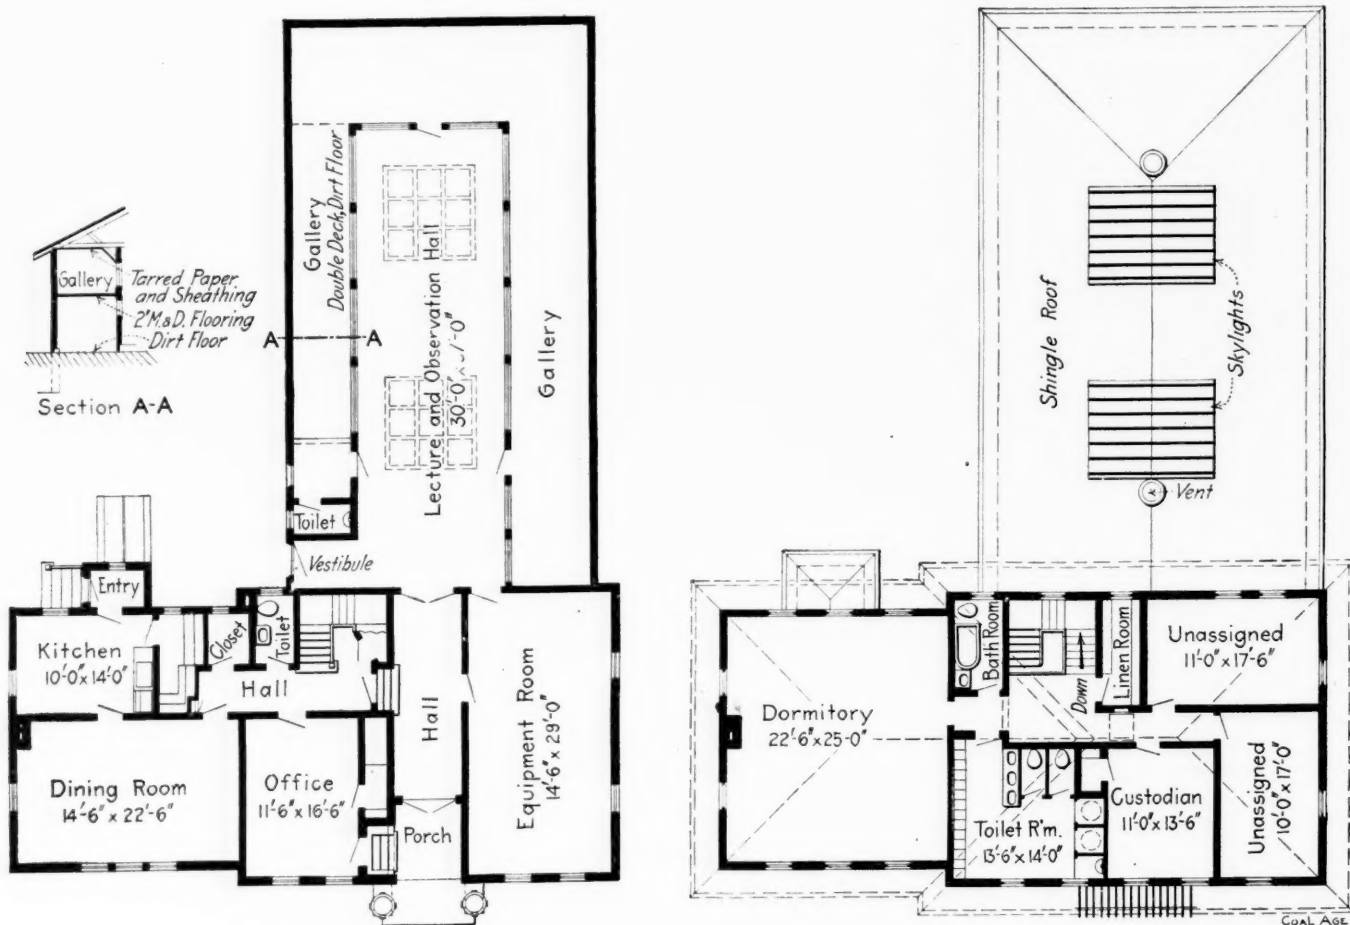 Gallery
Tarred Paper
and Sheathing
2"M.&D. Flooring
Dirt Floor
Section A-A
Gallery
Double Deck, Dirt Floor
A
A
Lecture and Observation Hall
Gallery
Toilet
Vestibule
Entry
Kitchen
10'-0"x14'-0"
Closet
Toilet
Hall
Hall
Equipment Room
14'-6" x 29'-0"
Dining Room
14'-6" x 22'-6"
Office
11'-6"x16'-6"
Porch
Shingle Roof
Skylights
Vent
Bath Room
Down
Linen Room
Unassigned
11'-0"x17'-6"
Dormitory
22'-6"x25'-0"
Toilet R'm.
13'-6"x14'-0"
Custodian
11'-0"x13'-6"
Unassigned
10'-0"x17'-0"
COAL AGE